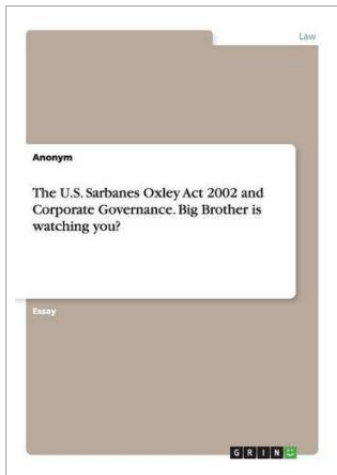 Law
Anonym
The U.S. Sarbanes Oxley Act 2002 and
Corporate Governance. Big Brother is
watching you?
Essay
GRIN